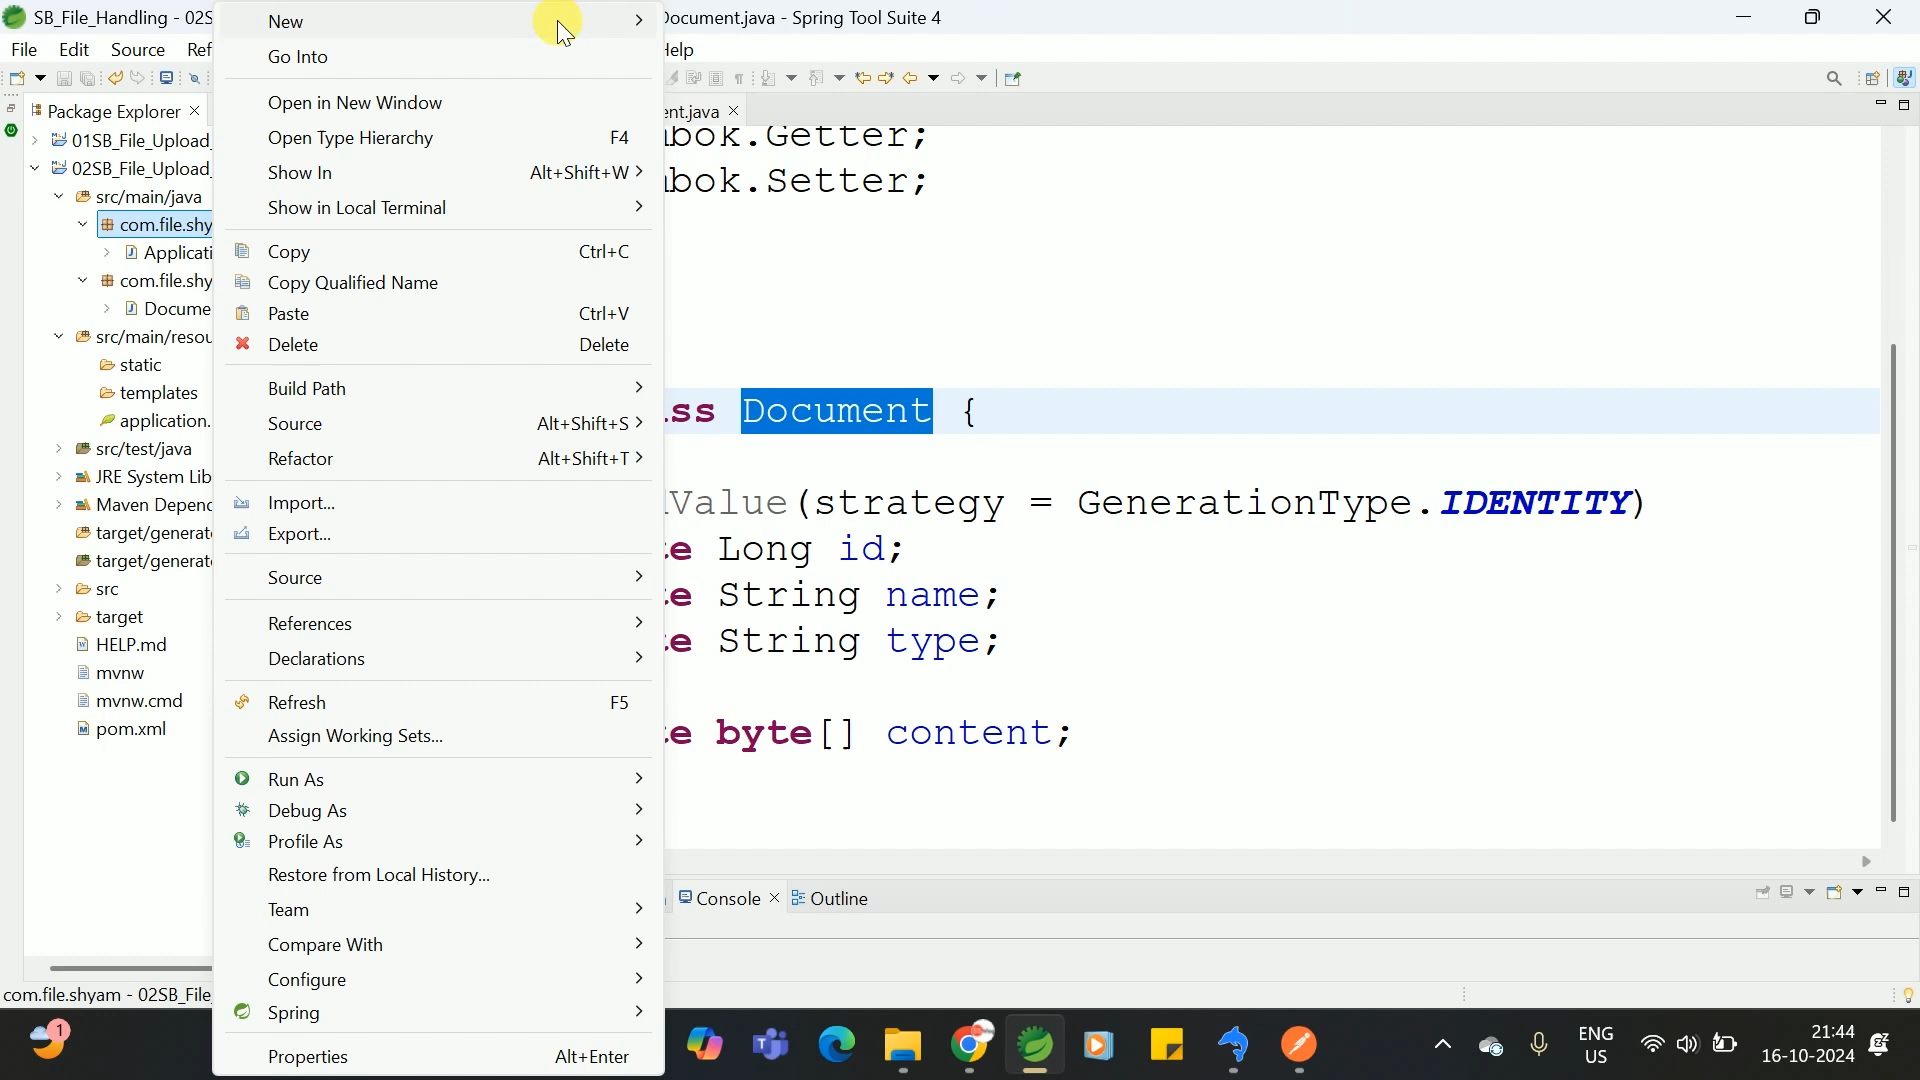 SB_File_Handling - 02S
Document.java - Spring Tool Suite 4
File Edit Source Ref
Help
Package Explorer
01SB_File_Upload_
02SB_File_Upload_
src/main/java
com.file.shy
Applicati
com.file.shy
Docume
src/main/resou
static
templates
application.
src/test/java
JRE System Lib
Maven Depend
target/generate
target/generate
src
target
HELP.md
mvnw
mvnw.cmd
pom.xml
com.file.shyam - 02SB_File_
New
Go Into
Open in New Window
Open Type Hierarchy F4
Show In Alt+Shift+W
Show in Local Terminal
Copy Ctrl+C
Copy Qualified Name
Paste Ctrl+V
Delete Delete
Build Path
Source Alt+Shift+S
Refactor Alt+Shift+T
Import...
Export...
Source
References
Declarations
Refresh F5
Assign Working Sets...
Run As
Debug As
Profile As
Restore from Local History...
Team
Compare With
Configure
Spring
Properties Alt+Enter
ent.java
bok.Getter;
bok.Setter;
ss Document {
Value(strategy = GenerationType.IDENTITY)
e Long id;
e String name;
e String type;
e byte[] content;
Console
Outline
1
ENG
US
21:44
16-10-2024